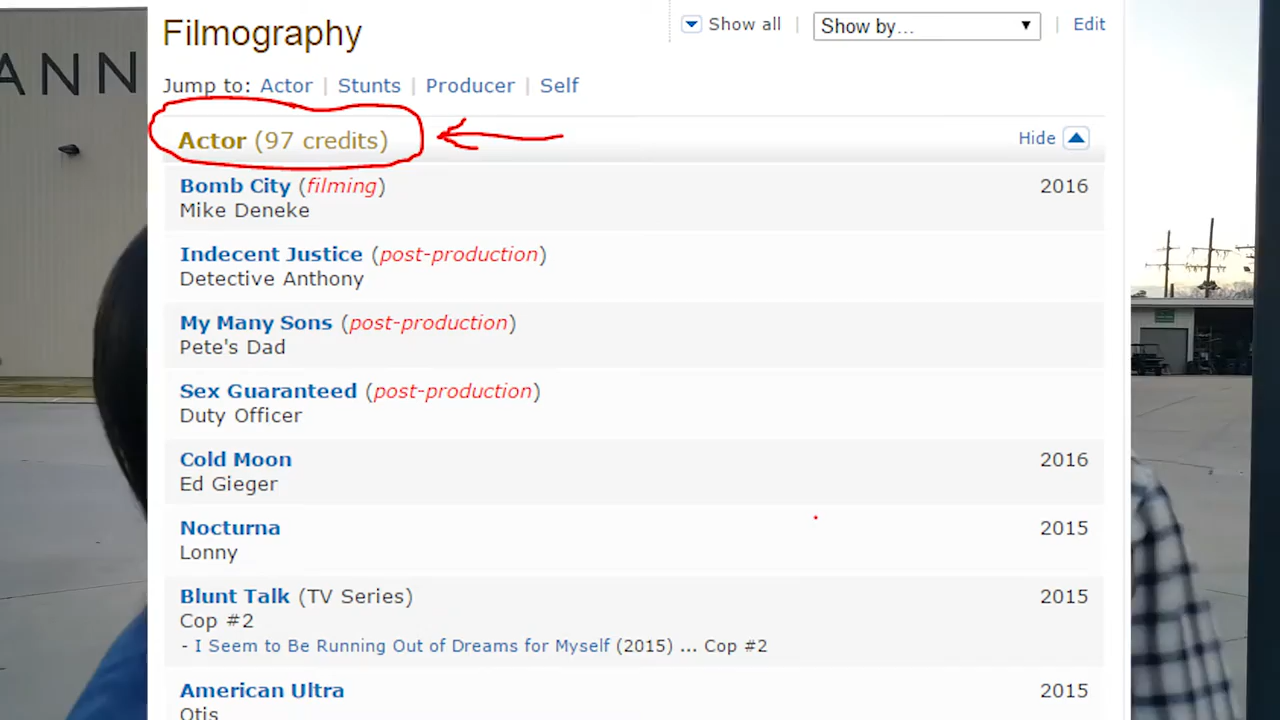 ANN
Filmography
Show all | Show by... | Edit
Jump to: Actor | Stunts | Producer | Self
Actor (97 credits)
Hide
Bomb City (filming) 2016
Mike Deneke
Indecent Justice (post-production)
Detective Anthony
My Many Sons (post-production)
Pete's Dad
Sex Guaranteed (post-production)
Duty Officer
Cold Moon 2016
Ed Gieger
Nocturna 2015
Lonny
Blunt Talk (TV Series) 2015
Cop #2
- I Seem to Be Running Out of Dreams for Myself (2015) ... Cop #2
American Ultra 2015
Otis